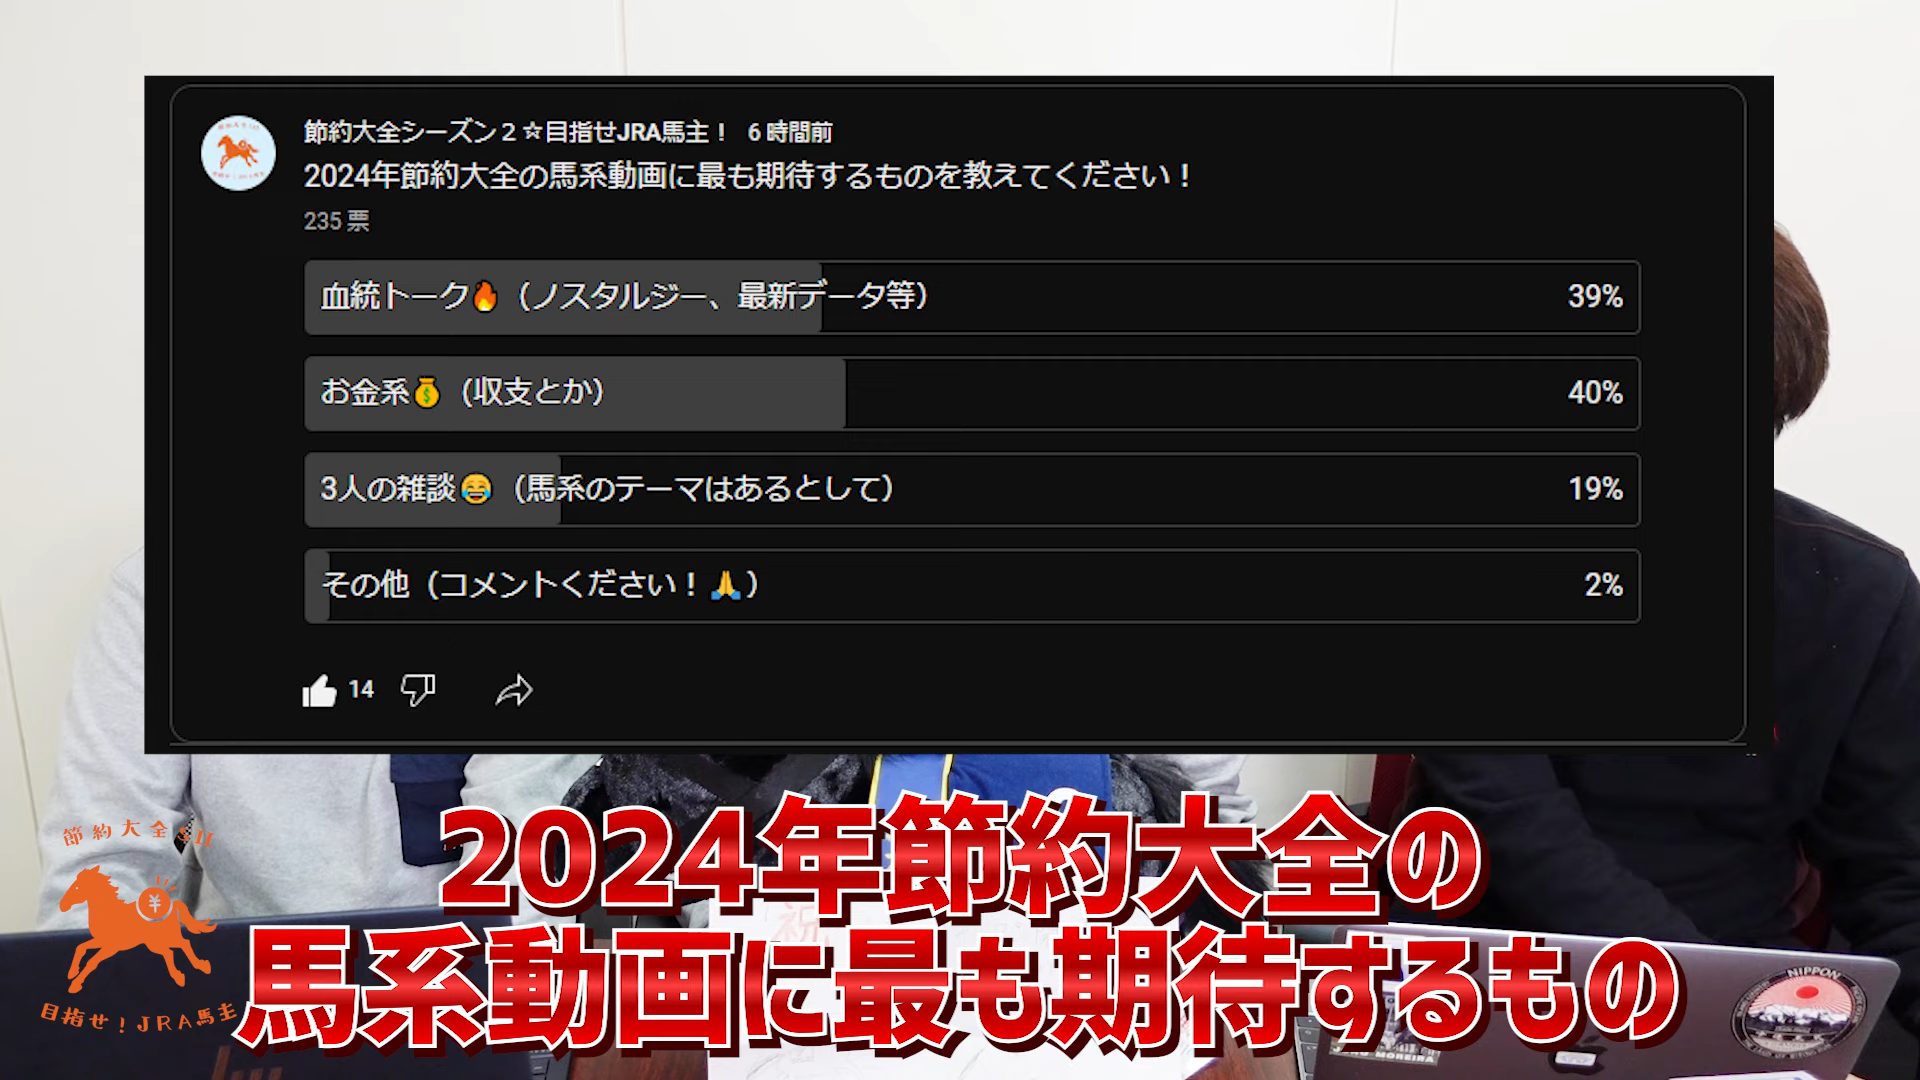 節約大全シーズン２☆目指せJRA馬主！ 6 時間前
2024年節約大全の馬系動画に最も期待するものを教えてください！
235 票
血統トーク🔥（ノスタルジー、最新データ等） 39%
お金系💰（収支とか） 40%
3人の雑談😂（馬系のテーマはあるとして） 19%
その他（コメントください！🙏） 2%
14
2024年節約大全の
馬系動画に最も期待するもの
節約大全SII
¥
目指せ！JRA馬主
祝
NIPPON
MOREIRA